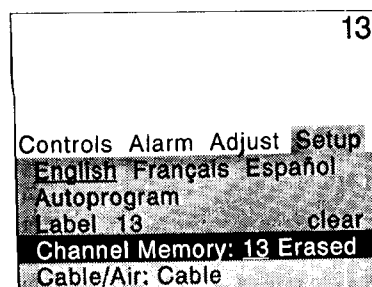 13
Controls Alarm Adjust Setup
English Français Español
Autoprogram
Label 13 clear
Channel Memory: 13 Erased
Cable/Air: Cable